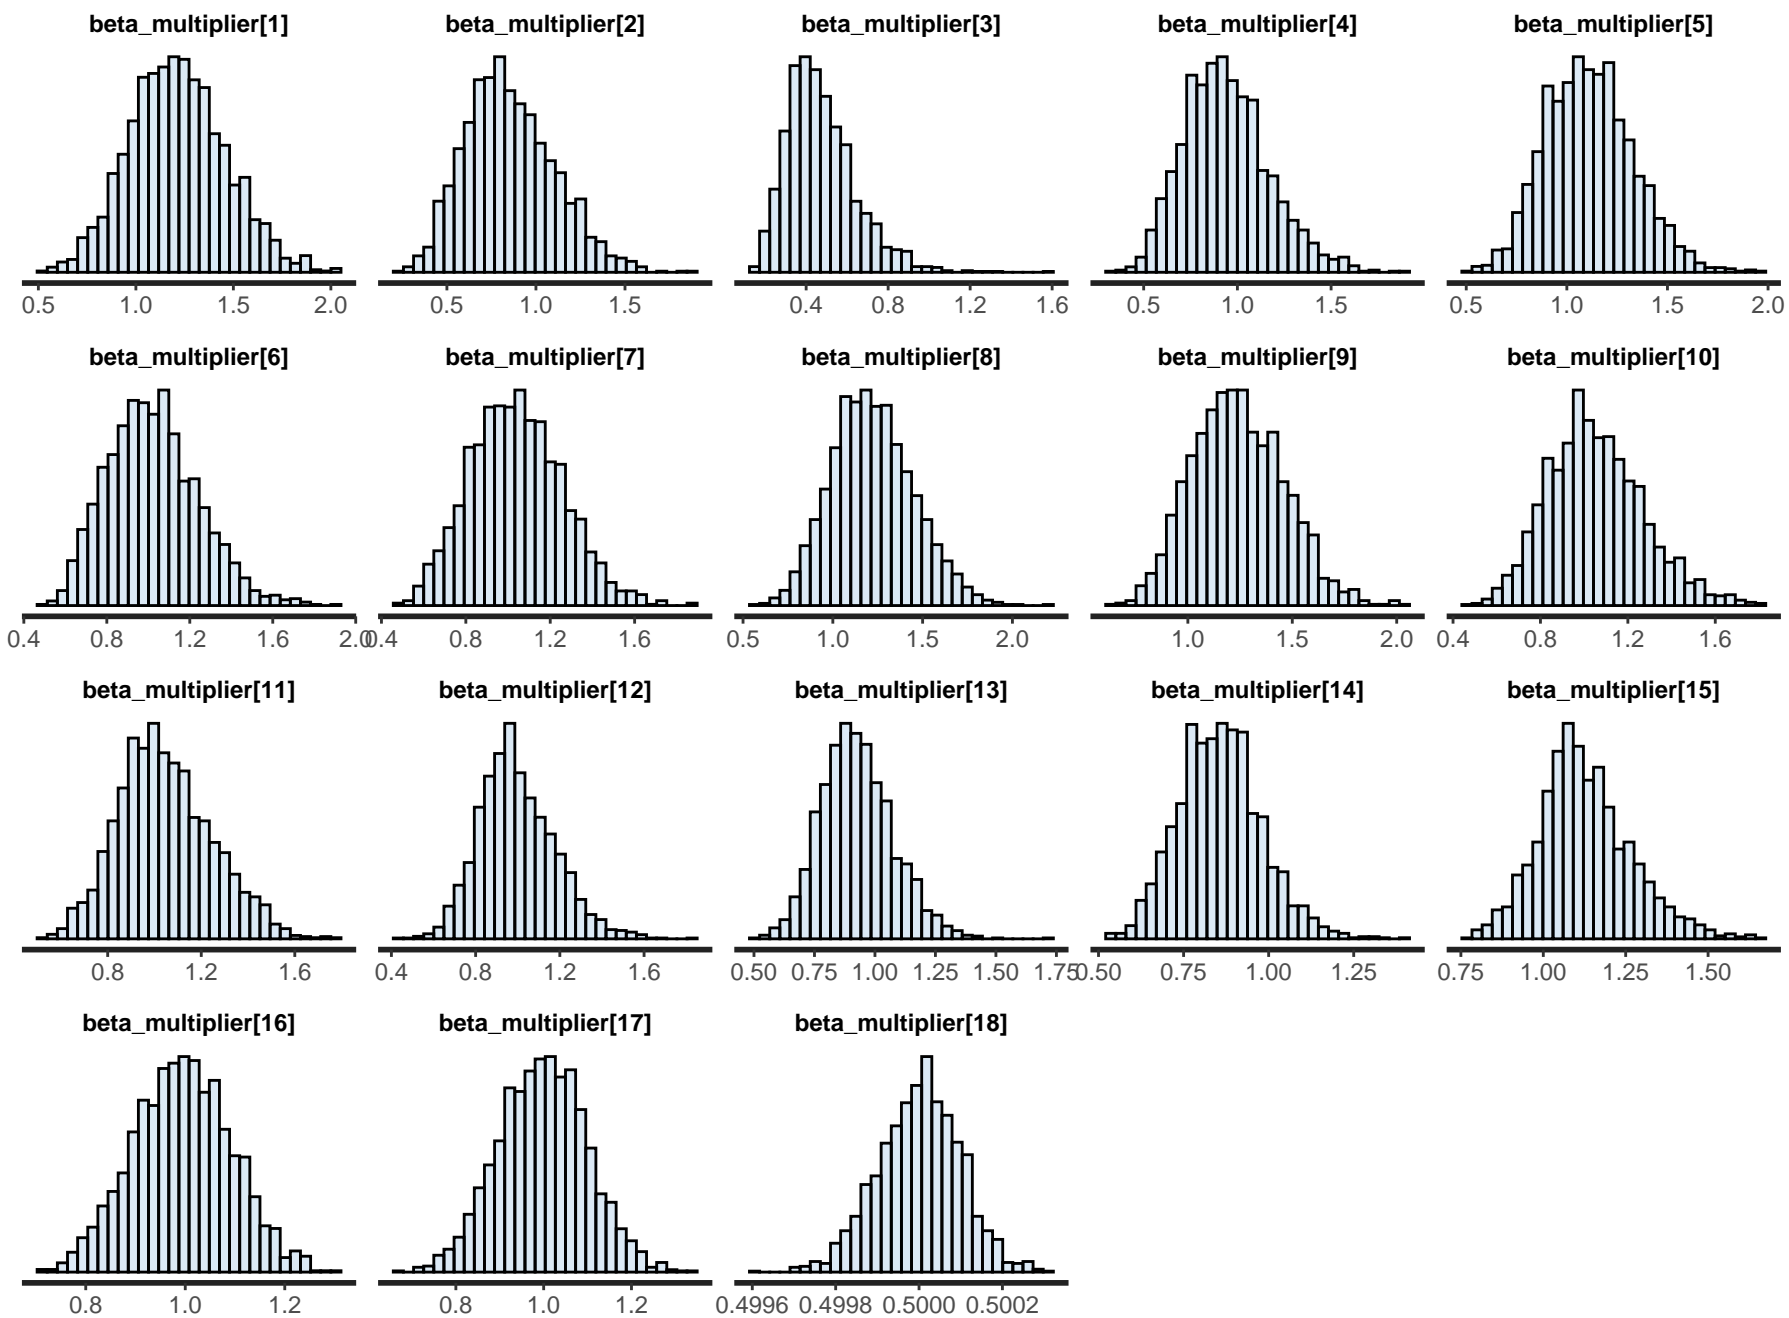 beta_multiplier[1] beta_multiplier[2] beta_multiplier[3] beta_multiplier[4] beta_multiplier[5]
0.5 1.0 1.5 2.0 0.5 1.0 1.5 0.4 0.8 1.2 1.6 0.5 1.0 1.5 0.5 1.0 1.5 2.0
beta_multiplier[6] beta_multiplier[7] beta_multiplier[8] beta_multiplier[9] beta_multiplier[10]
0.4 0.8 1.2 1.6 2.0 0.4 0.8 1.2 1.6 0.5 1.0 1.5 2.0 1.0 1.5 2.0 0.4 0.8 1.2 1.6
beta_multiplier[11] beta_multiplier[12] beta_multiplier[13] beta_multiplier[14] beta_multiplier[15]
0.8 1.2 1.6 0.4 0.8 1.2 1.6 0.50 0.75 1.00 1.25 1.50 1.75 0.50 0.75 1.00 1.25 0.75 1.00 1.25 1.50
beta_multiplier[16] beta_multiplier[17] beta_multiplier[18]
0.8 1.0 1.2 0.8 1.0 1.2 0.4996 0.4998 0.5000 0.5002